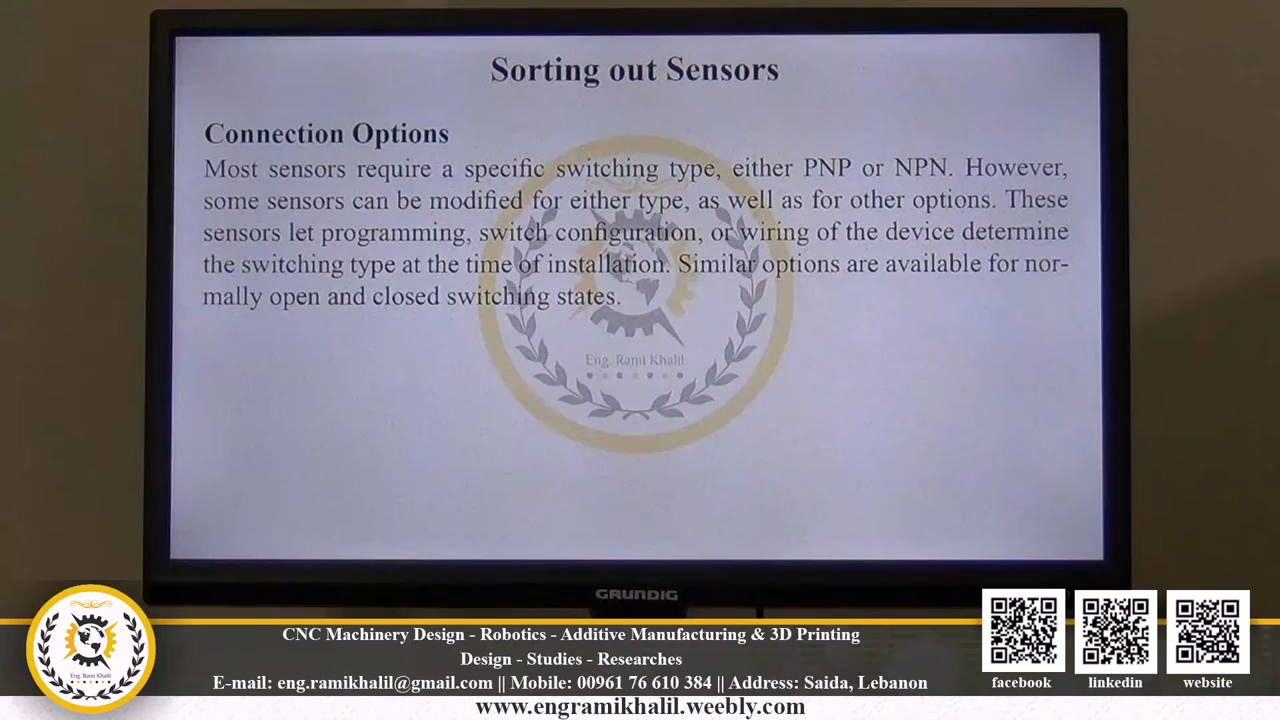 Sorting out Sensors
Connection Options
Most sensors require a specific switching type, either PNP or NPN. However,
some sensors can be modified for either type, as well as for other options. These
sensors let programming, switch configuration, or wiring of the device determine
the switching type at the time of installation. Similar options are available for nor-
mally open and closed switching states.
Eng. Rami Khalil
GRUNDIG
CNC Machinery Design - Robotics - Additive Manufacturing & 3D Printing
Design - Studies - Researches
E-mail: eng.ramikhalil@gmail.com || Mobile: 00961 76 610 384 || Address: Saida, Lebanon
www.engramikhalil.weebly.com
Eng. Rami Khalil
facebook
linkedin
website